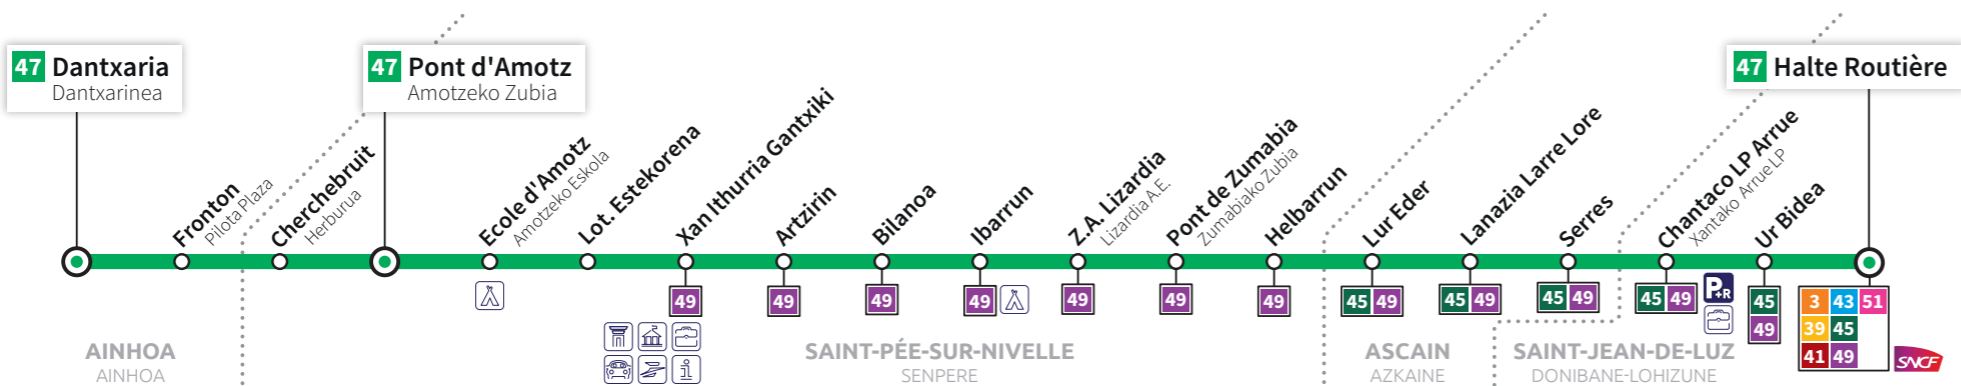 47 Dantxaria
Dantxarinea
47 Pont d'Amotz
Amotzeko Zubia
47 Halte Routière
Fronton
Pilota Plaza
Cherchebruit
Herburua
Ecole d'Amotz
Amotzeko Eskola
Lot. Estekorena
Xan Ithurria Gantxiki
Artzirin
Bilanoa
Ibarrun
Z.A. Lizardia
Lizardia A.E.
Pont de Zumabia
Zumabiako Zubia
Helbarrun
Lur Eder
Lanazia Larre Lore
Serres
Chantaco LP Arrue
Xantako Arrue LP
Ur Bidea
49
49
49
49
49
49
49
45 49
45 49
45 49
45 49
P+R
45
49
3 43 51
39 45
41 49
SNCF
i
AINHOA
AINHOA
SAINT-PÉE-SUR-NIVELLE
SENPERE
ASCAIN
AZKAINE
SAINT-JEAN-DE-LUZ
DONIBANE-LOHIZUNE